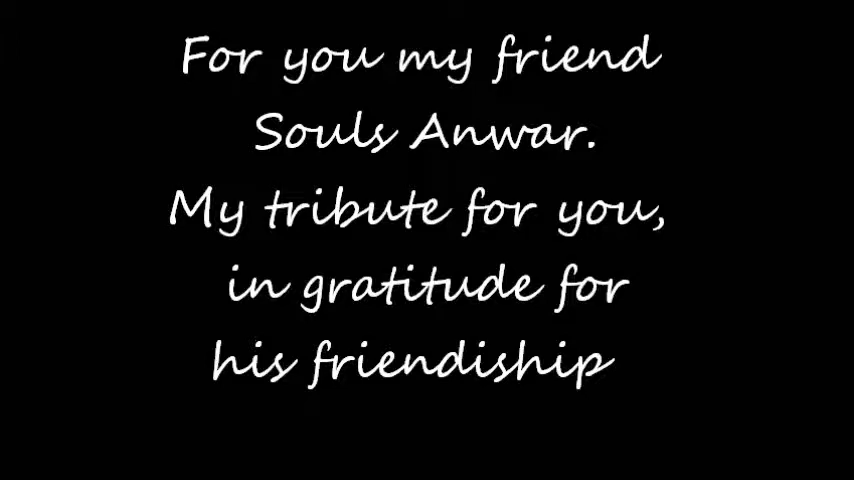 For you my friend
Souls Anwar.
My tribute for you,
in gratitude for
his friendiship